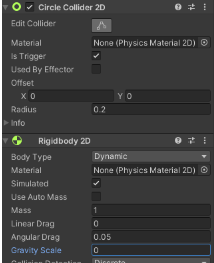 Circle Collider 2D
Edit Collider
Material None (Physics Material 2D)
Is Trigger
Used By Effector
Offset
X 0 Y 0
Radius 0.2
Info
Rigidbody 2D
Body Type Dynamic
Material None (Physics Material 2D)
Simulated
Use Auto Mass
Mass 1
Linear Drag 0
Angular Drag 0.05
Gravity Scale 0
Collision Detection Discrete